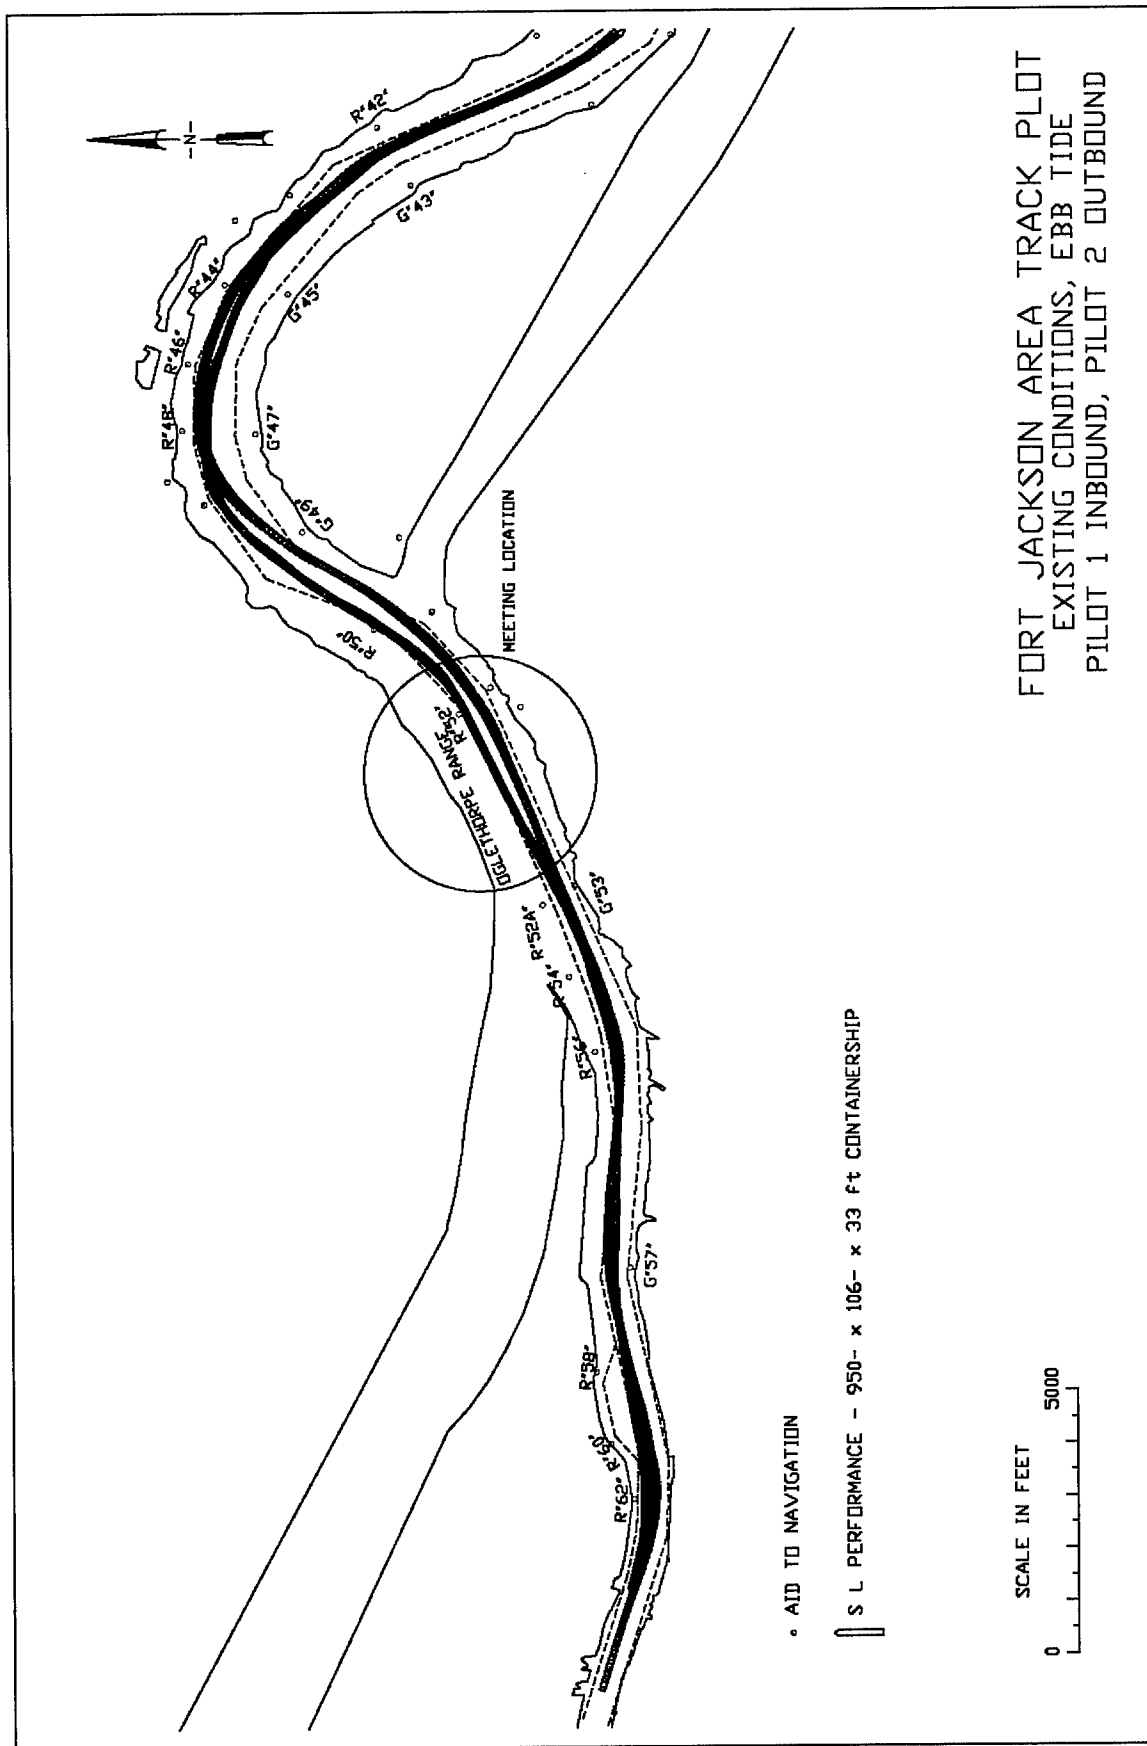 R"42"
-N-
G"43"
R"44"
G"45"
R"46"
R"48"
G"47"
G"49"
R"50"
MEETING LOCATION
R"52"
OGLETHORPE RANGE
R"52A"
G"53"
R"54"
R"56"
G"57"
R"58"
R"60"
R"62"
• AID TO NAVIGATION
S L PERFORMANCE - 950- x 106- x 33 ft CONTAINERSHIP
SCALE IN FEET
0 5000
FORT JACKSON AREA TRACK PLOT
EXISTING CONDITIONS, EBB TIDE
PILOT 1 INBOUND, PILOT 2 OUTBOUND